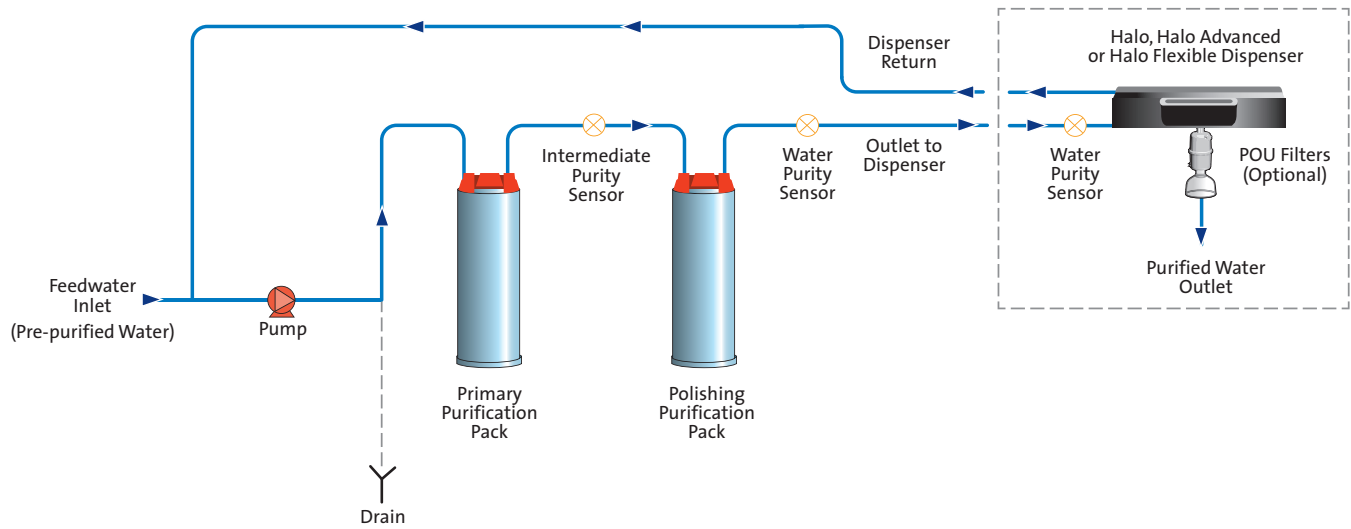 Halo, Halo Advanced
or Halo Flexible Dispenser
Dispenser
Return
Intermediate
Purity
Sensor
Water
Purity
Sensor
Outlet to
Dispenser
Water
Purity
Sensor
POU Filters
(Optional)
Purified Water
Outlet
Feedwater
Inlet
(Pre-purified Water)
Pump
Primary
Purification
Pack
Polishing
Purification
Pack
Drain